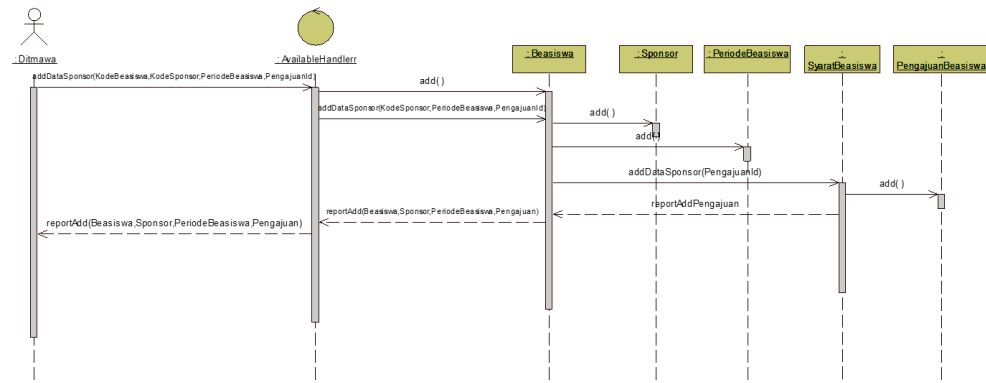 : Ditmawa
: AvailableHandlerr
: Beasiswa
: Sponsor
: PeriodeBeasiswa
:
SyaratBeasiswa
:
PengajuanBeasiswa
addDataSponsor(KodeBeasiswa,KodeSponsor,PeriodeBeasiswa,PengajuanId)
add( )
addDataSponsor(KodeSponsor,PeriodeBeasiswa,PengajuanId)
add( )
add( )
addDataSponsor(PengajuanId)
add( )
reportAddPengajuan
reportAdd(Beasiswa,Sponsor,PeriodeBeasiswa,Pengajuan)
reportAdd(Beasiswa,Sponsor,PeriodeBeasiswa,Pengajuan)